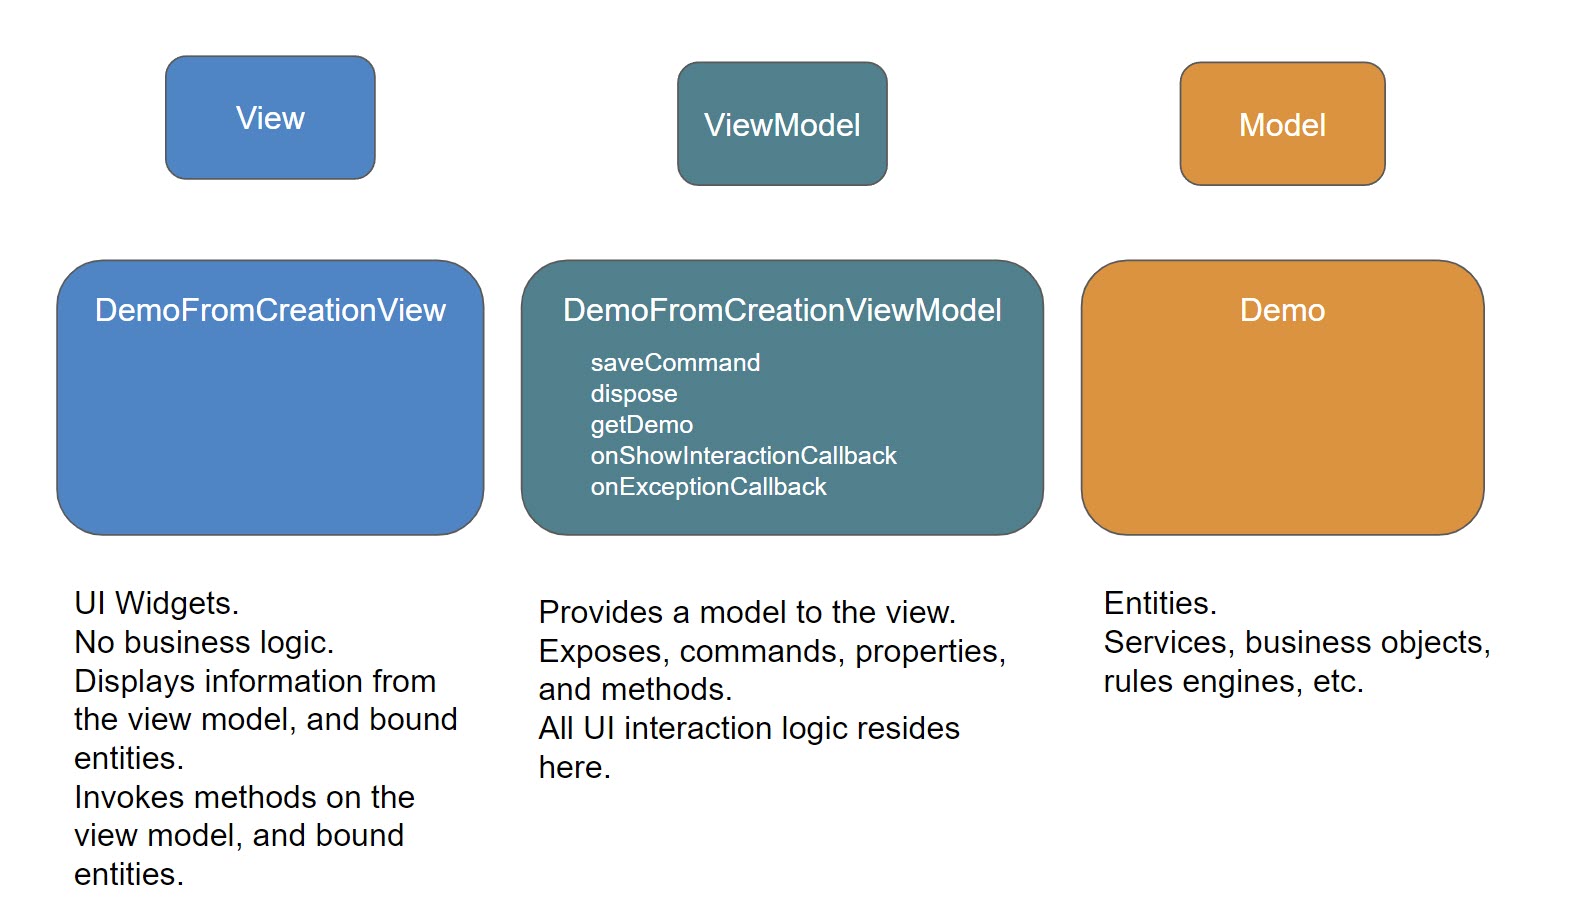 View
ViewModel
Model
DemoFromCreationView
DemoFromCreationViewModel
saveCommand
dispose
getDemo
onShowInteractionCallback
onExceptionCallback
Demo
UI Widgets.
No business logic.
Displays information from
the view model, and bound
entities.
Invokes methods on the
view model, and bound
entities.
Provides a model to the view.
Exposes, commands, properties,
and methods.
All UI interaction logic resides
here.
Entities.
Services, business objects,
rules engines, etc.